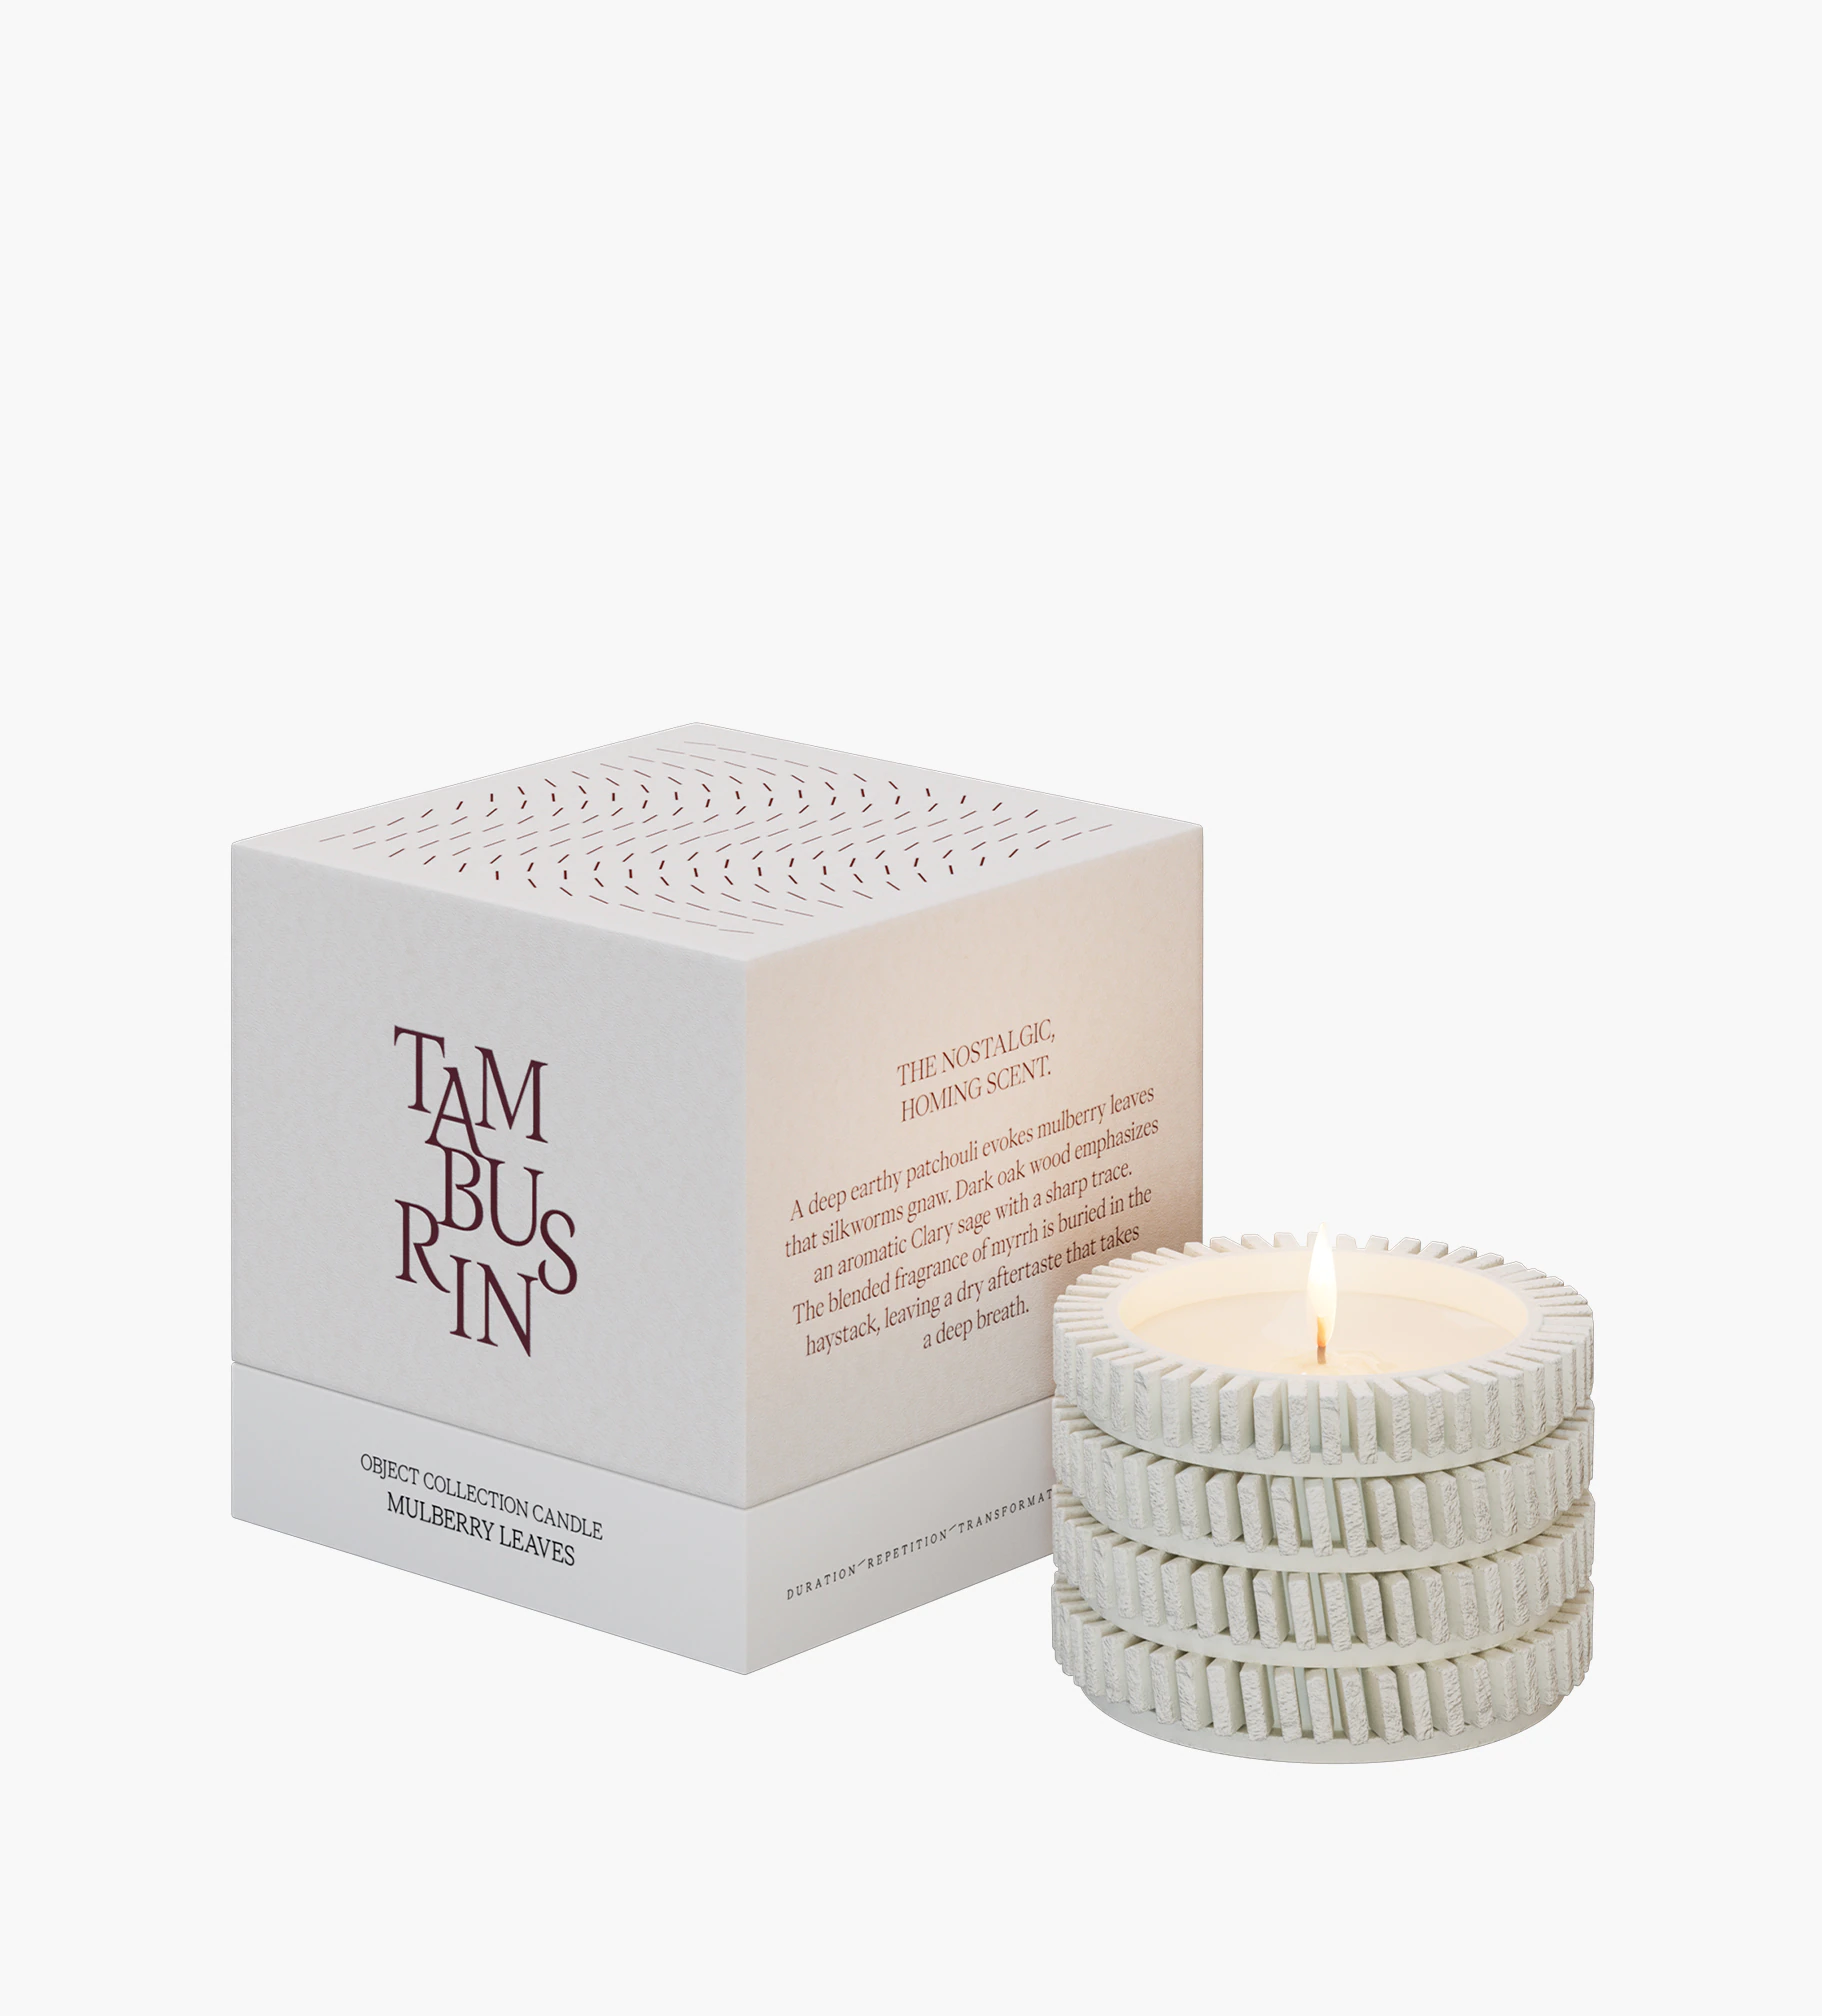 TAM
BUS
RIN
OBJECT COLLECTION CANDLE
MULBERRY LEAVES
THE NOSTALGIC,
HOMING SCENT.
A deep earthy patchouli evokes mulberry leaves
that silkworms gnaw. Dark oak wood emphasizes
an aromatic Clary sage with a sharp trace.
The blended fragrance of myrrh is buried in the
haystack, leaving a dry aftertaste that takes
a deep breath.
DURATION–REPETITION–TRANSFORMAT